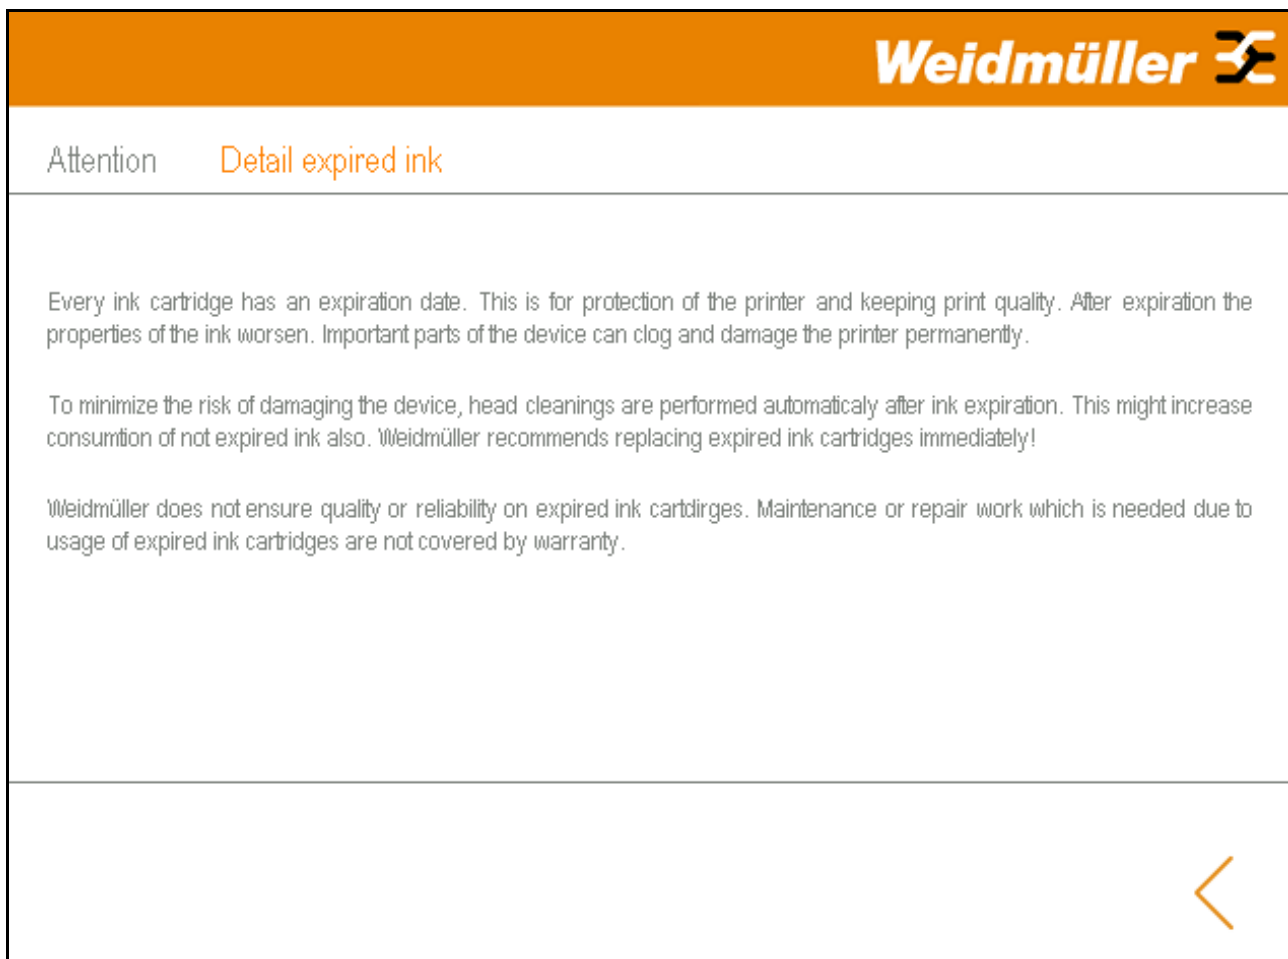 Weidmüller
Attention Detail expired ink
Every ink cartridge has an expiration date. This is for protection of the printer and keeping print quality. After expiration the
properties of the ink worsen. Important parts of the device can clog and damage the printer permanently.
To minimize the risk of damaging the device, head cleanings are performed automaticaly after ink expiration. This might increase
consumtion of not expired ink also. Weidmüller recommends replacing expired ink cartridges immediately!
Weidmüller does not ensure quality or reliability on expired ink cartdirges. Maintenance or repair work which is needed due to
usage of expired ink cartridges are not covered by warranty.